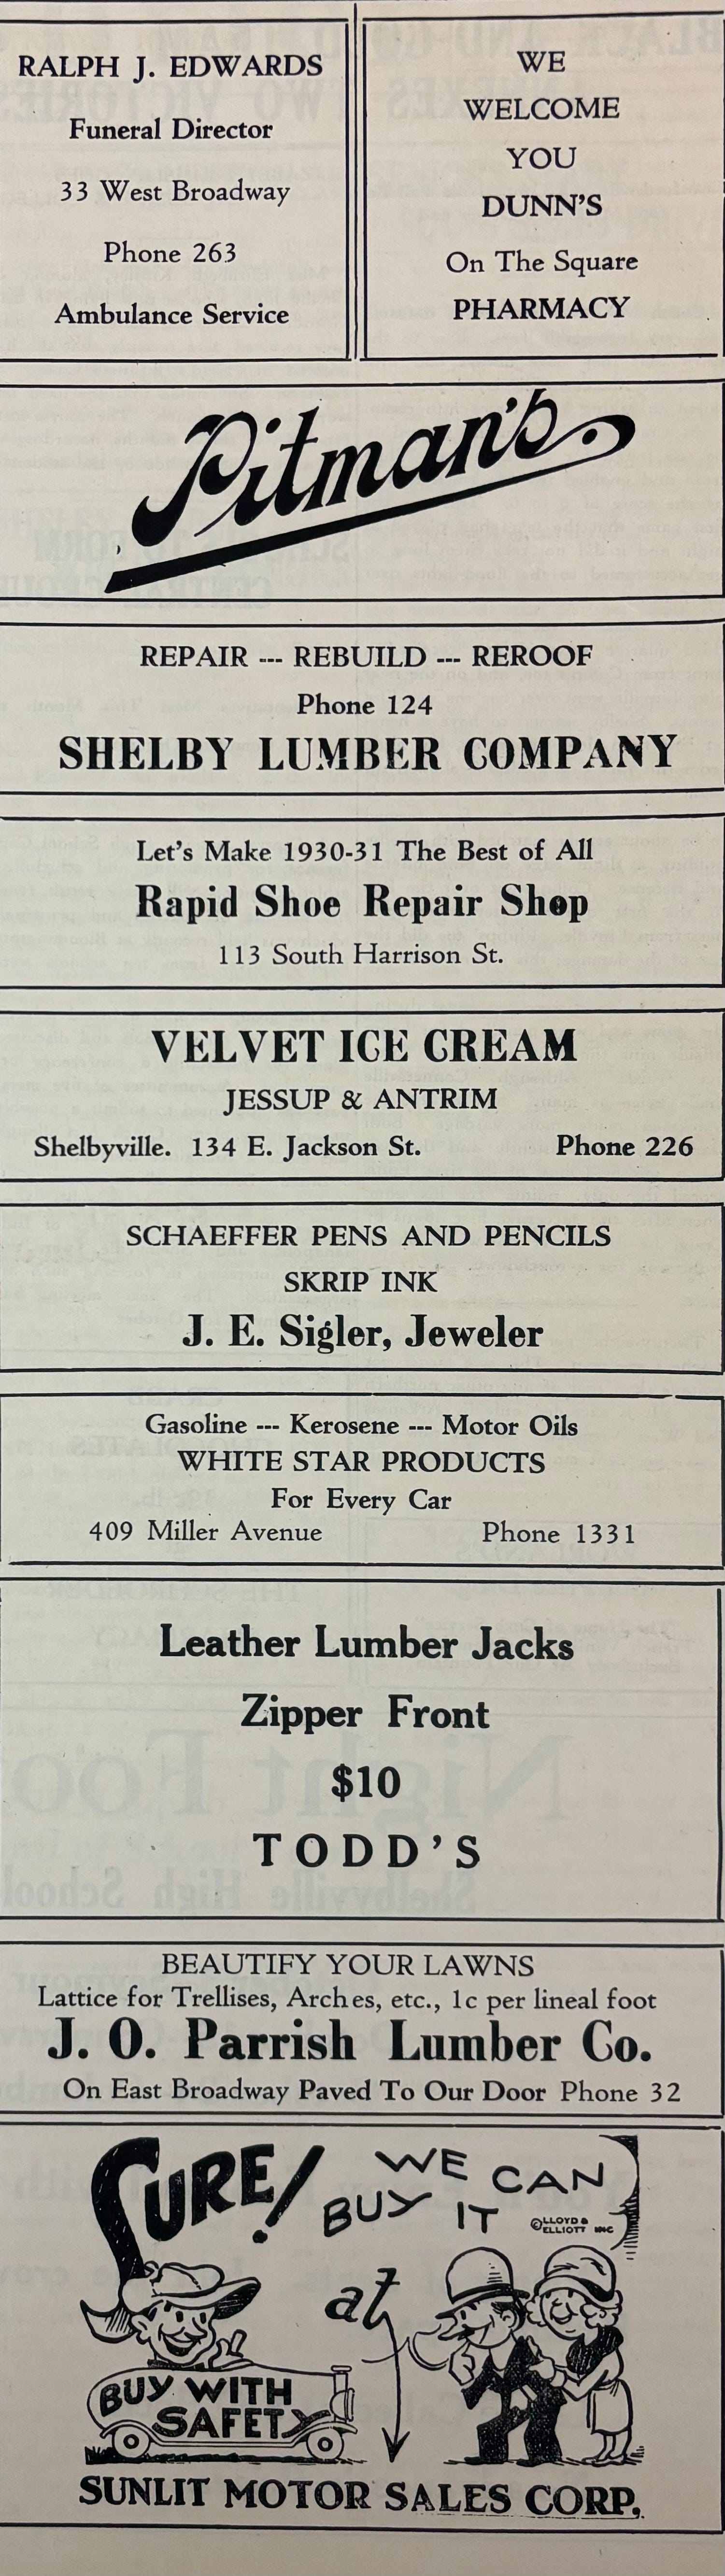 RALPH J. EDWARDS
Funeral Director
33 West Broadway
Phone 263
Ambulance Service
WE
WELCOME
YOU
DUNN'S
On The Square
PHARMACY
Pitman's
REPAIR --- REBUILD --- REROOF
Phone 124
SHELBY LUMBER COMPANY
Let's Make 1930-31 The Best of All
Rapid Shoe Repair Shop
113 South Harrison St.
VELVET ICE CREAM
JESSUP & ANTRIM
Shelbyville. 134 E. Jackson St. Phone 226
SCHAEFFER PENS AND PENCILS
SKRIP INK
J. E. Sigler, Jeweler
Gasoline --- Kerosene --- Motor Oils
WHITE STAR PRODUCTS
For Every Car
409 Miller Avenue Phone 1331
Leather Lumber Jacks
Zipper Front
$10
TODD'S
BEAUTIFY YOUR LAWNS
Lattice for Trellises, Arches, etc., 1c per lineal foot
J. O. Parrish Lumber Co.
On East Broadway Paved To Our Door Phone 32
SURE! WE CAN
BUY IT
©LLOYD &
ELLIOTT INC
at
BUY WITH
SAFETY
SUNLIT MOTOR SALES CORP.